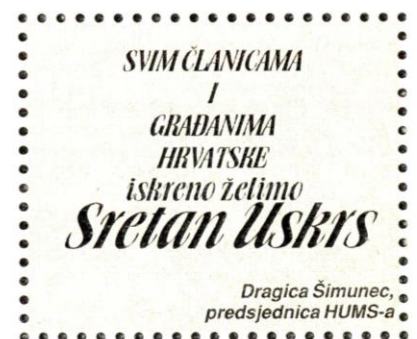 SVIM ČLANICAMA
I
GRAĐANIMA
HRVATSKE
iskreno želimo
Sretan Uskrs
Dragica Šimunec,
predsjednica HUMS-a